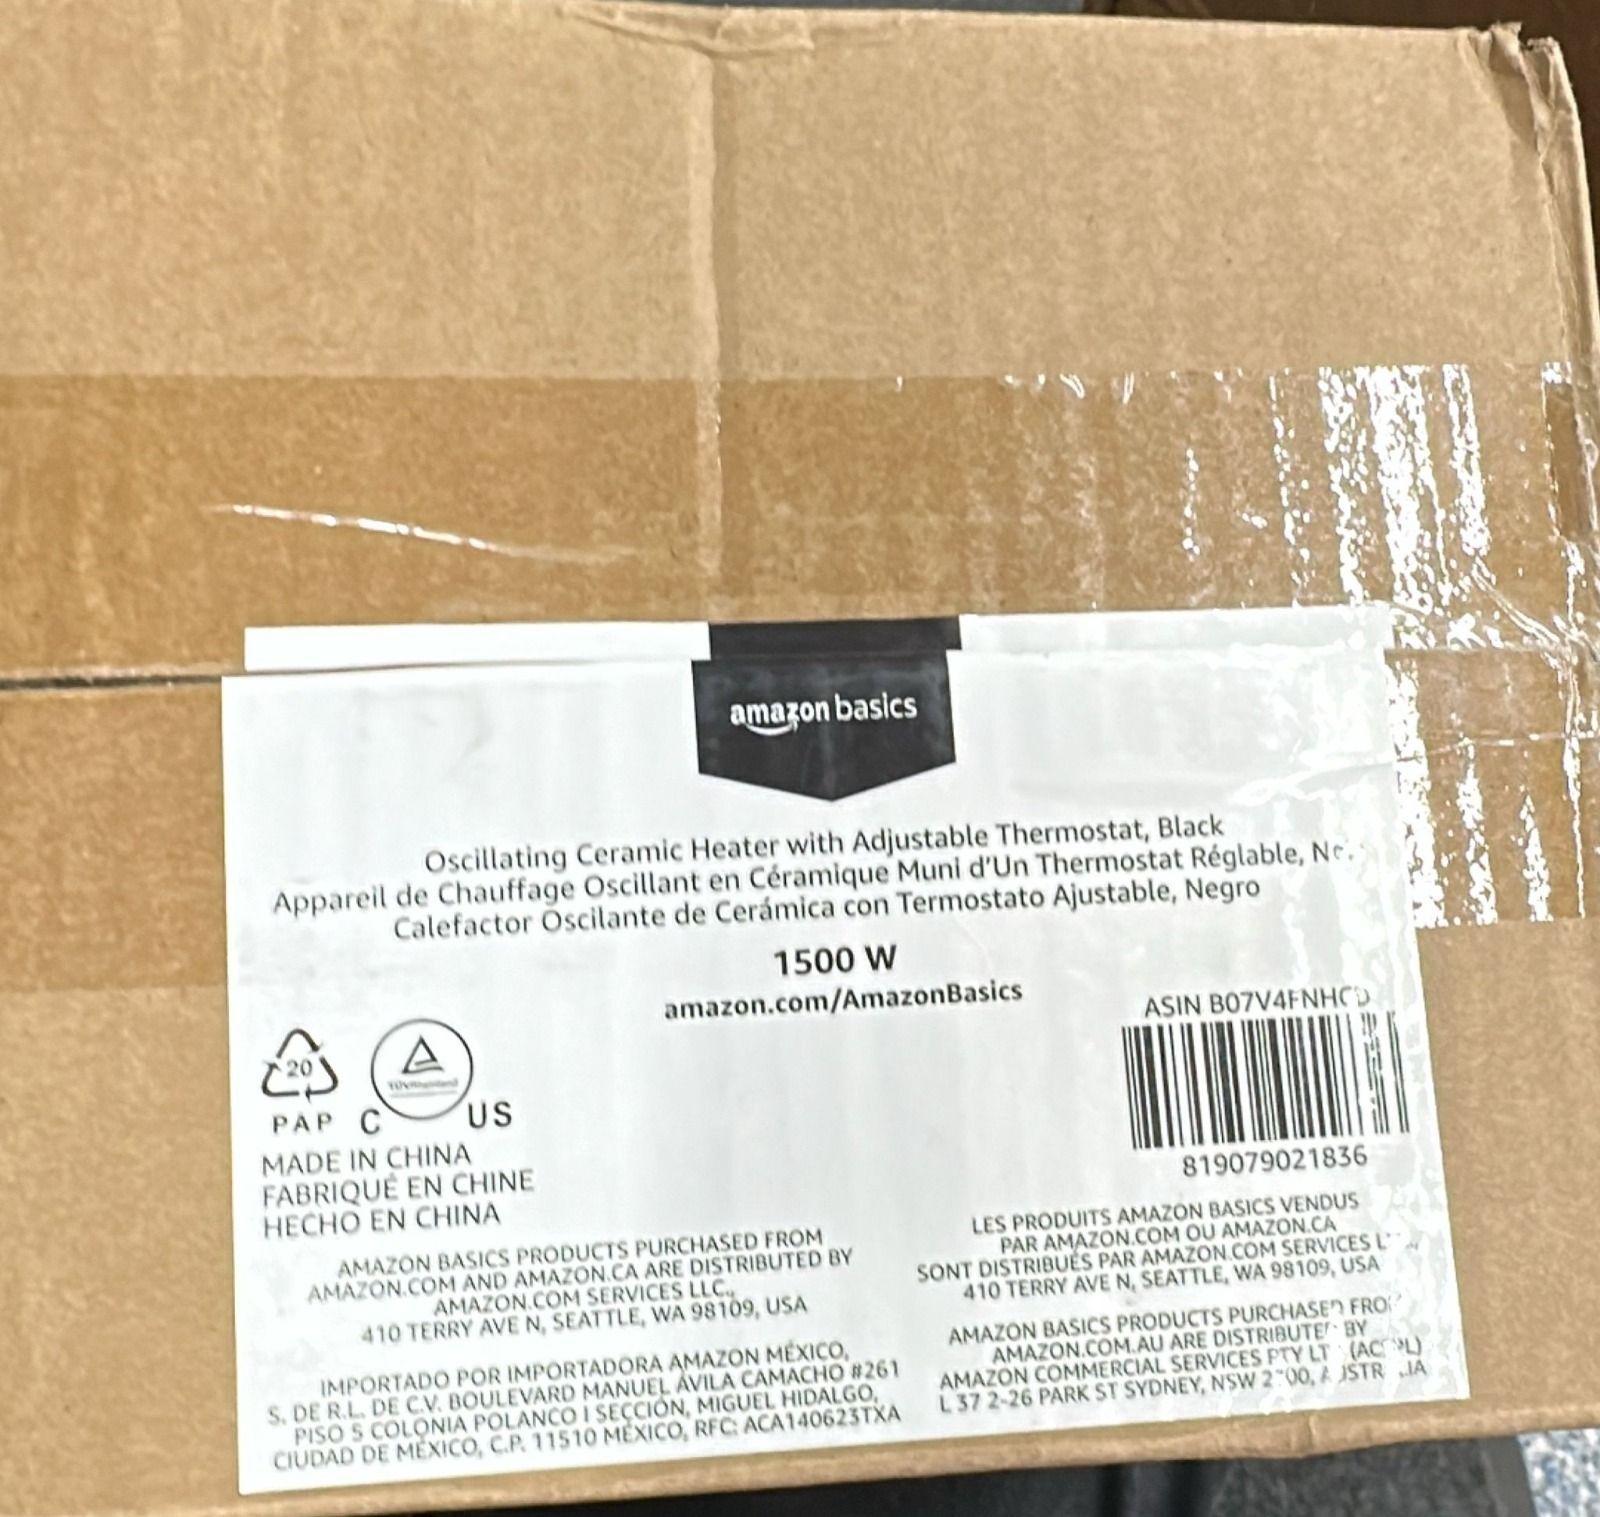 amazon basics
Oscillating Ceramic Heater with Adjustable Thermostat, Black
Appareil de Chauffage Oscillant en Céramique Muni d'Un Thermostat Réglable,
Calefactor Oscilante de Cerámica con Termostato Ajustable, Negro
1500 W
amazon.com/AmazonBasics
ASIN
819079021836
20
PAP
TÜVRheinland
C US
MADE IN CHINA
FABRIQUÉ EN CHINE
HECHO EN CHINA
AMAZON BASICS PRODUCTS PURCHASED FROM
AMAZON.COM AND AMAZON.CA ARE DISTRIBUTED BY
AMAZON.COM SERVICES LLC.,
410 TERRY AVE N, SEATTLE, WA 98109, USA
IMPORTADO POR IMPORTADORA AMAZON MÉXICO,
S. DE R.L. DE C.V. BOULEVARD MANUEL ÁVILA CAMACHO #261
PISO 5 COLONIA POLANCO I SECCIÓN, MIGUEL HIDALGO,
CIUDAD DE MÉXICO, C.P. 11510 MÉXICO, RFC: ACA140623TXA
LES PRODUITS AMAZON BASICS VENDUS
PAR AMAZON.COM OU AMAZON.CA
SONT DISTRIBUÉS PAR AMAZON.COM SERVICES
410 TERRY AVE N, SEATTLE, WA 98109, USA
AMAZON BASICS PRODUCTS PURCHASED FROM
AMAZON.COM.AU ARE DISTRIBUTED BY
AMAZON COMMERCIAL SERVICES PTY
L 37 2-26 PARK ST SYDNEY, NSW